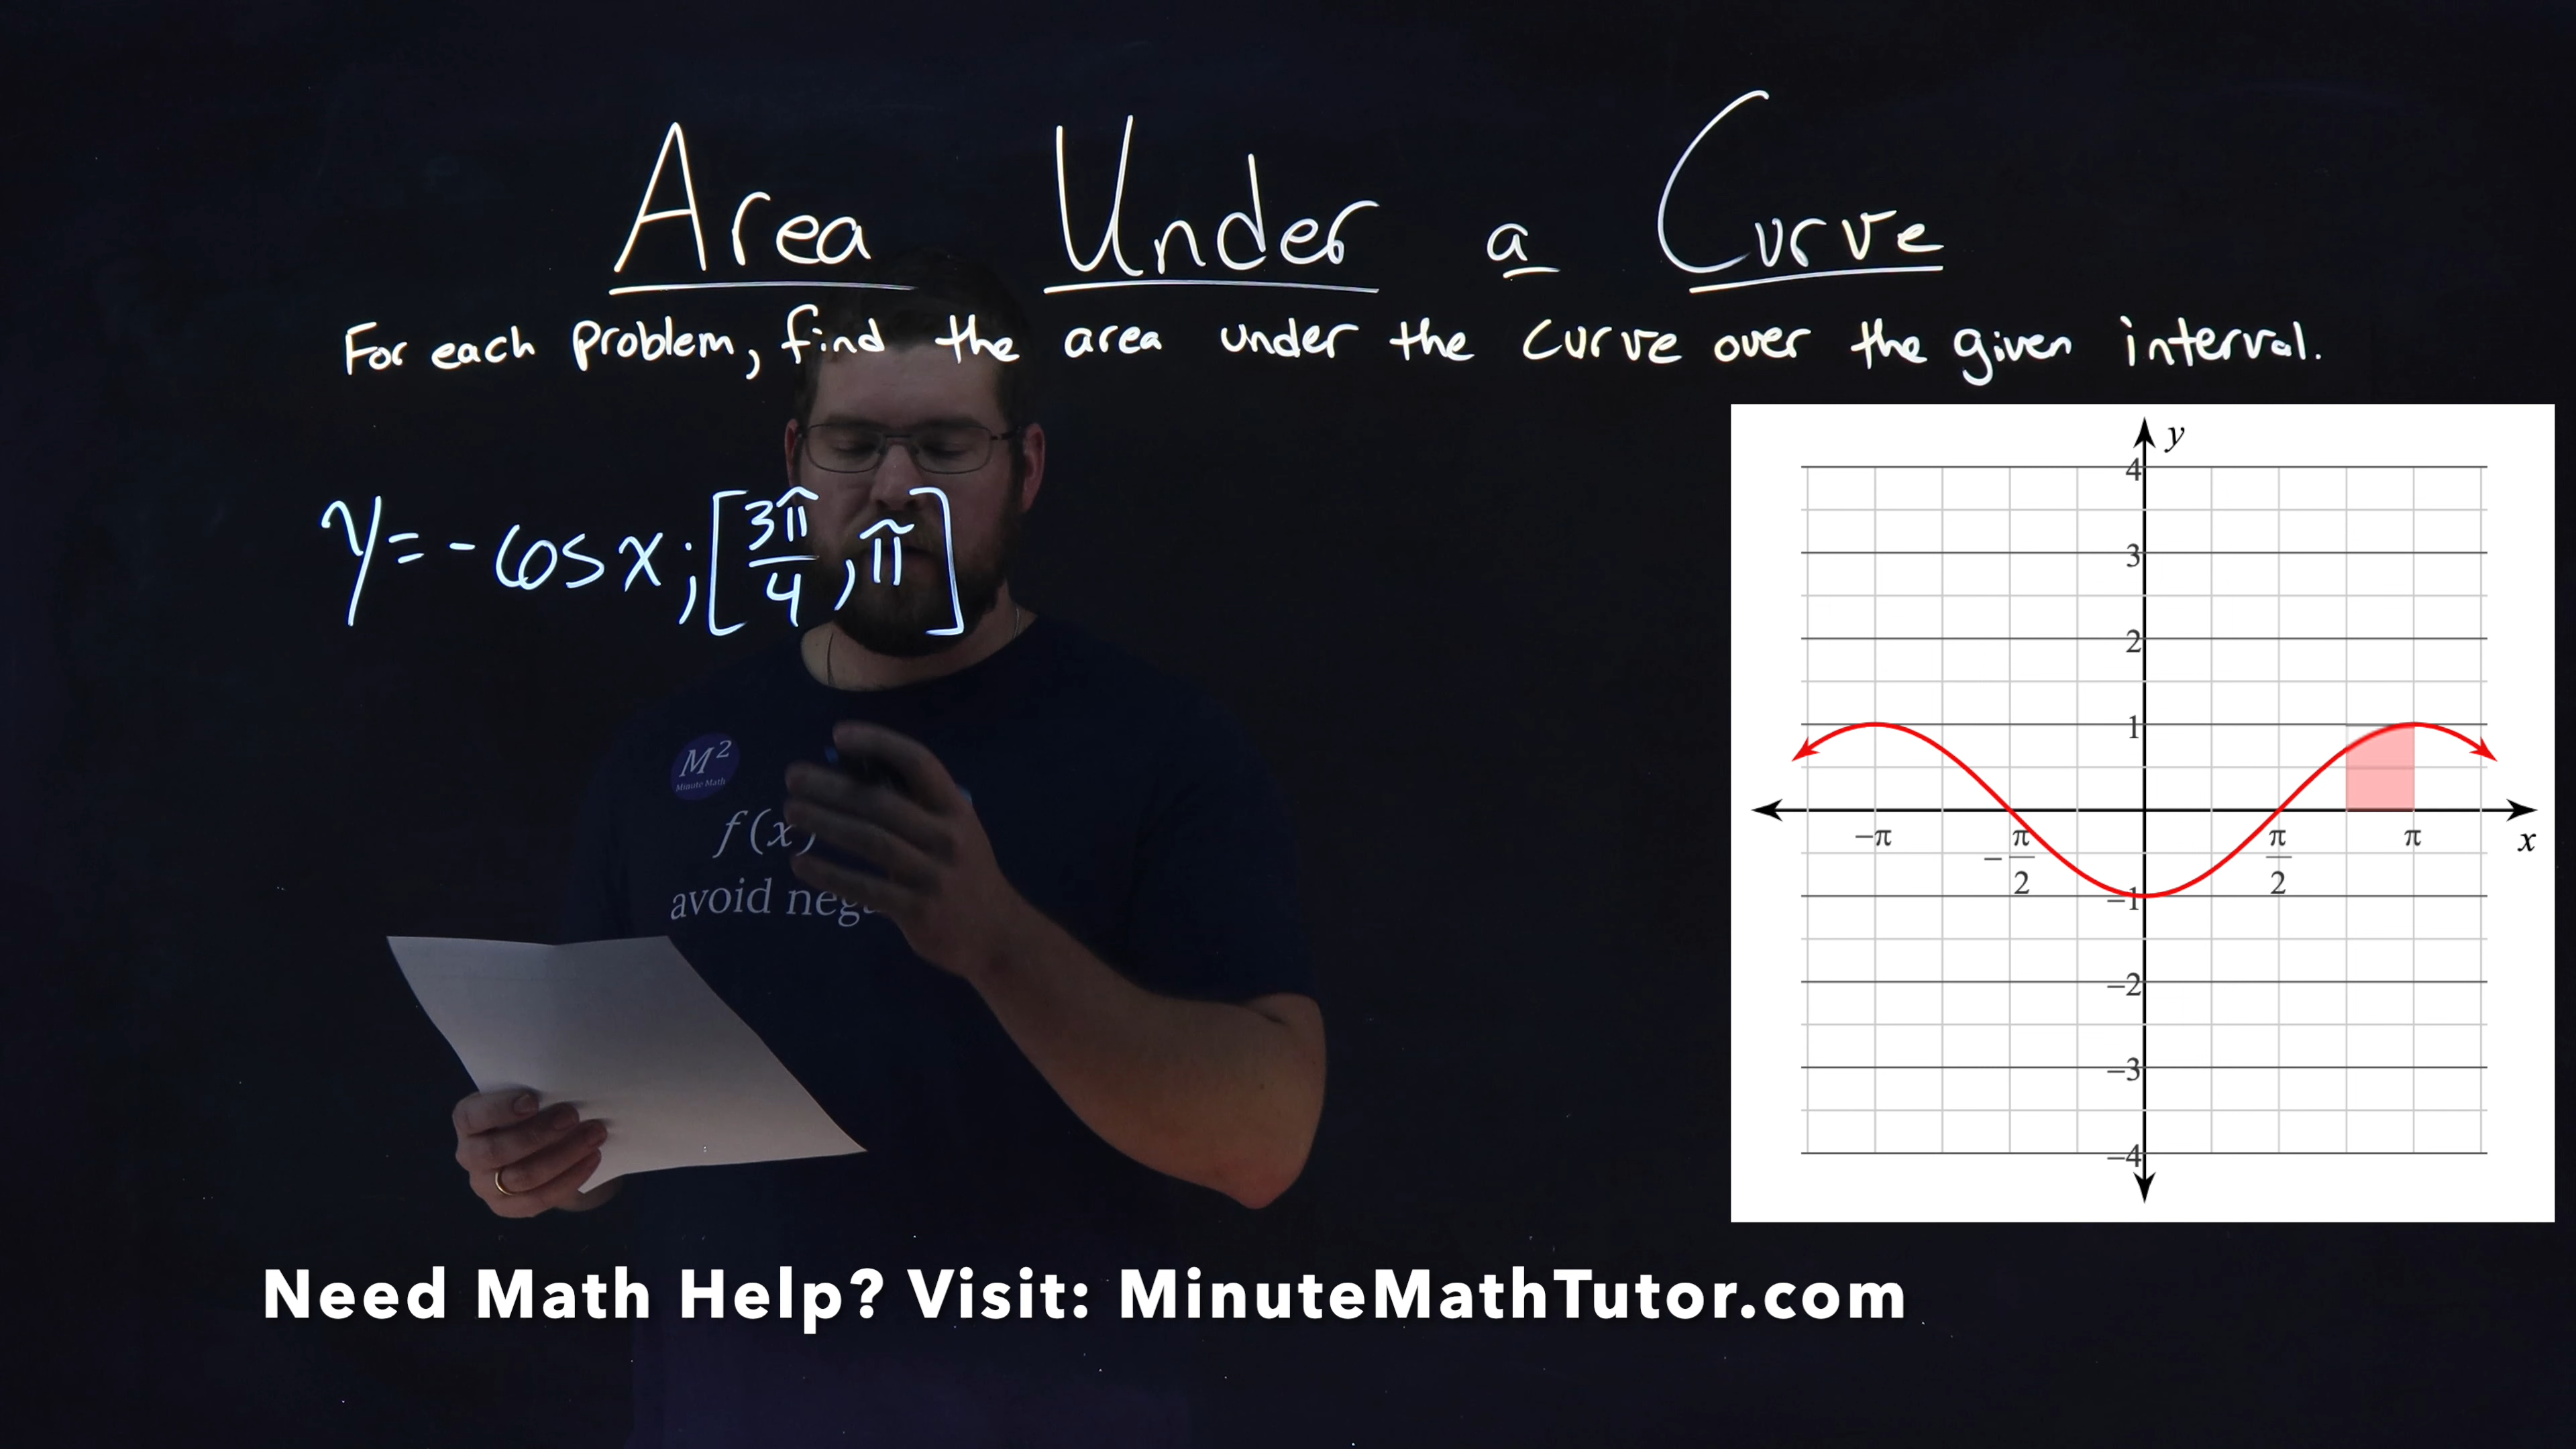 Area Under a Curve
For each problem, find the area under the curve over the given interval.
y = -cos x; [3π/4, π]
y
4
3
2
1
-π
-π/2
π/2
π
x
-1
-2
-3
-4
M²
Minute Math
f(x)
avoid neg
Need Math Help? Visit: MinuteMathTutor.com